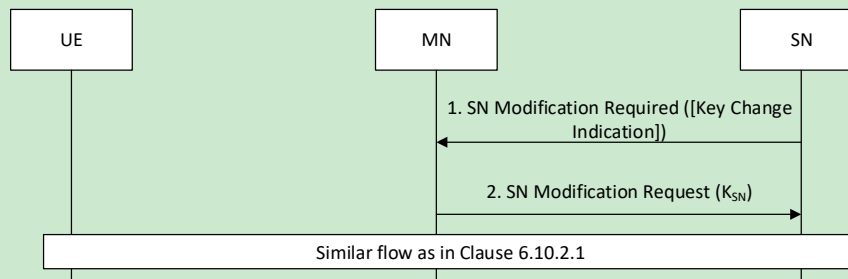 UE
MN
SN
1. SN Modification Required ([Key Change
Indication])
2. SN Modification Request (KSN)
Similar flow as in Clause 6.10.2.1